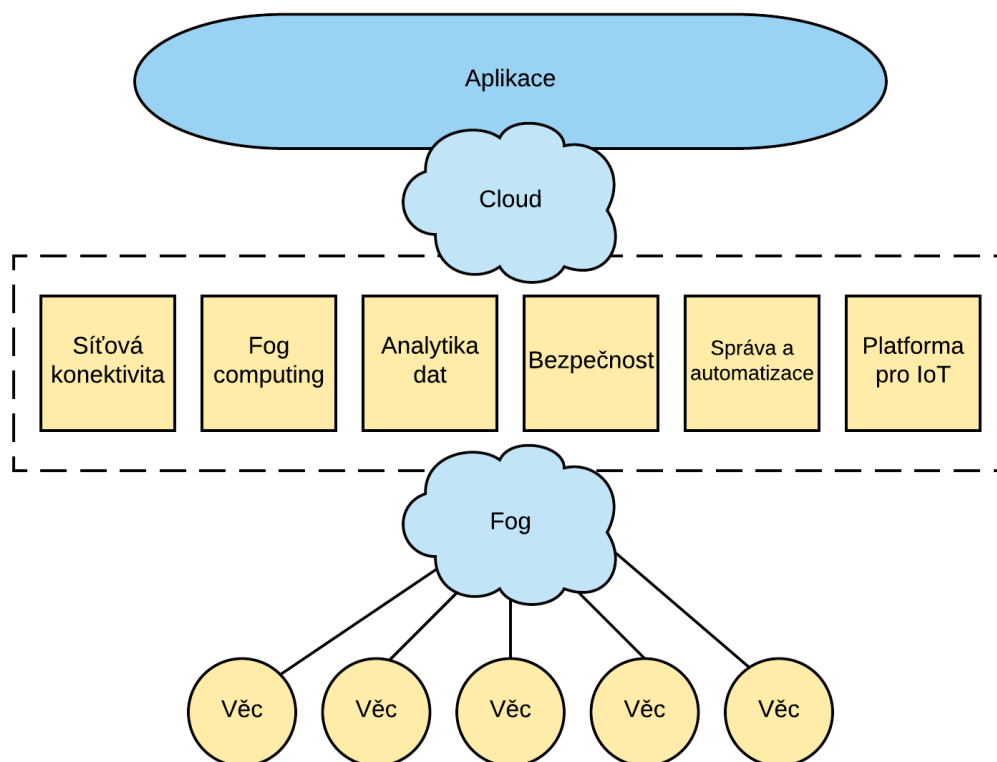 Aplikace
Cloud
Síťová
konektivita
Fog
computing
Analytika
dat
Bezpečnost
Správa a
automatizace
Platforma
pro IoT
Fog
Věc
Věc
Věc
Věc
Věc